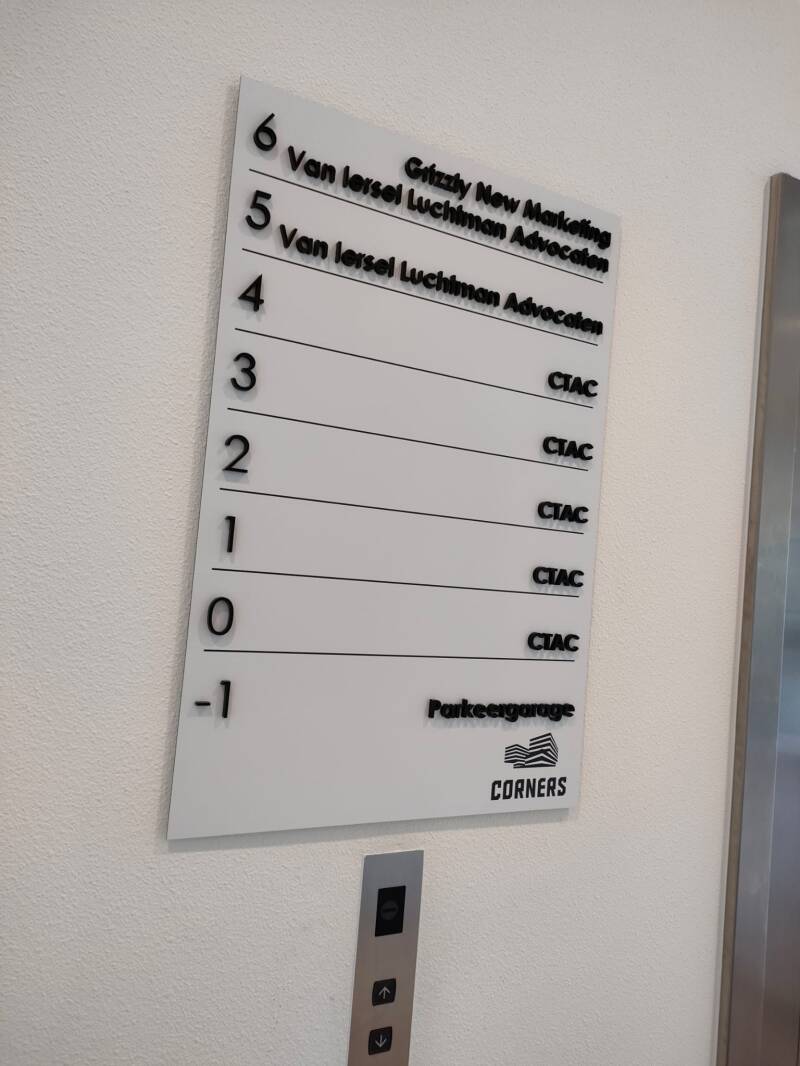 6 Grizzly New Marketing
Van Iersel Luchtman Advocaten
5 Van Iersel Luchtman Advocaten
4 CTAC
3 CTAC
2 CTAC
1 CTAC
0 CTAC
-1 Parkeergarage
CORNERS